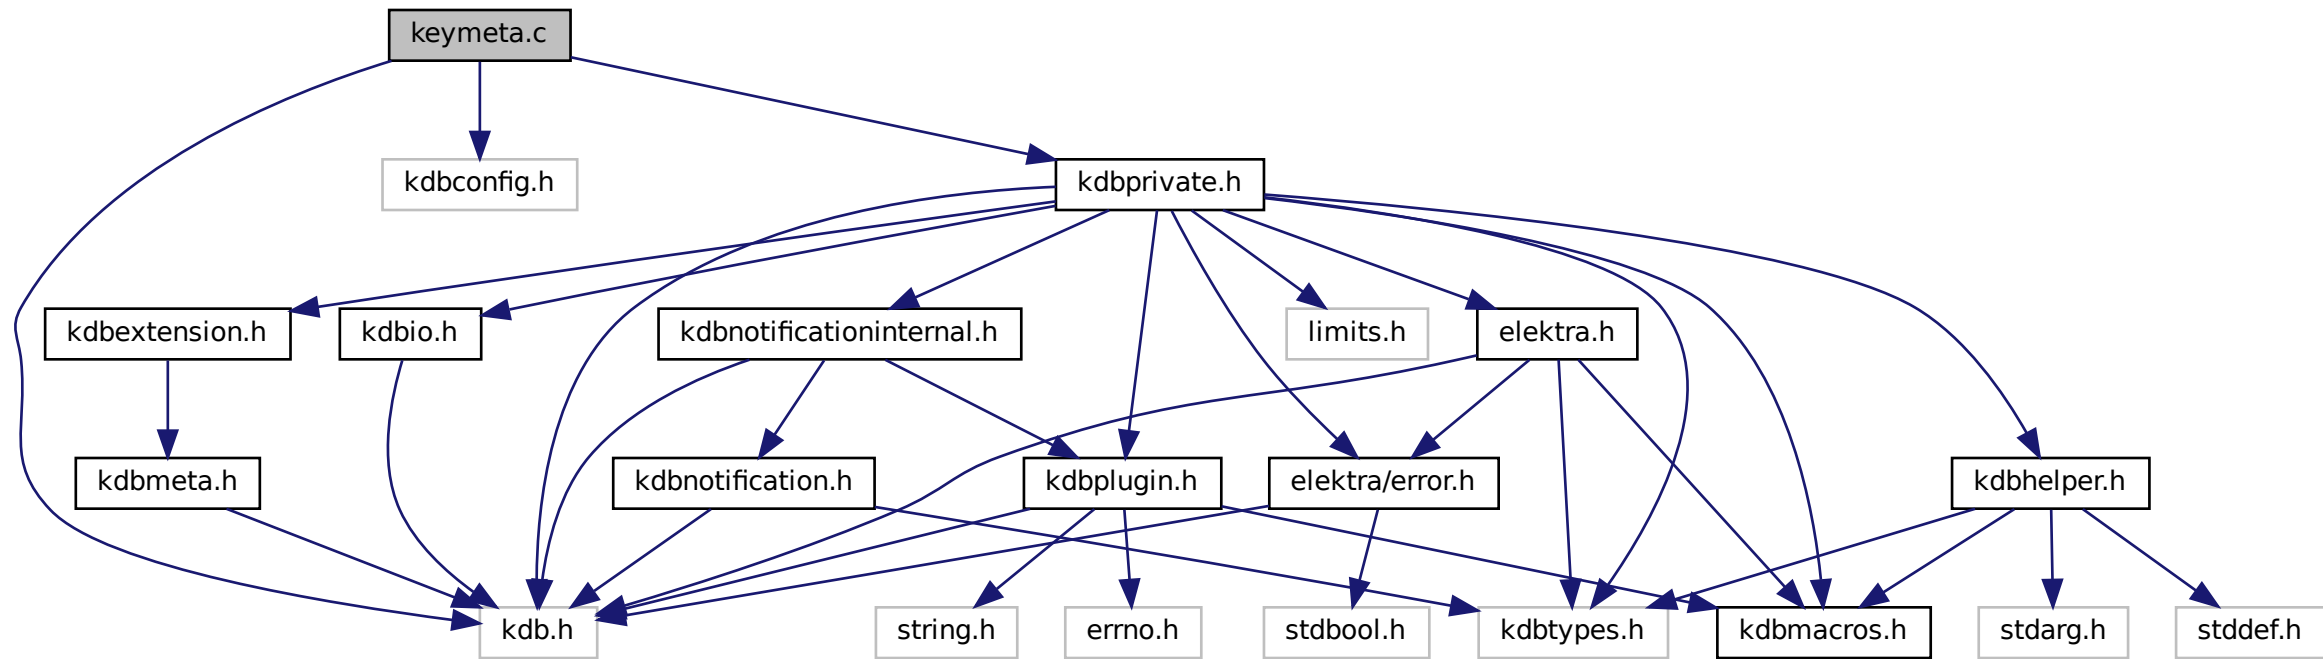 keymeta.c
kdbconfig.h
kdbprivate.h
kdbextension.h
kdbio.h
kdbnotificationinternal.h
limits.h
elektra.h
kdbmeta.h
kdbnotification.h
kdbplugin.h
elektra/error.h
kdbhelper.h
kdb.h
string.h
errno.h
stdbool.h
kdbtypes.h
kdbmacros.h
stdarg.h
stddef.h